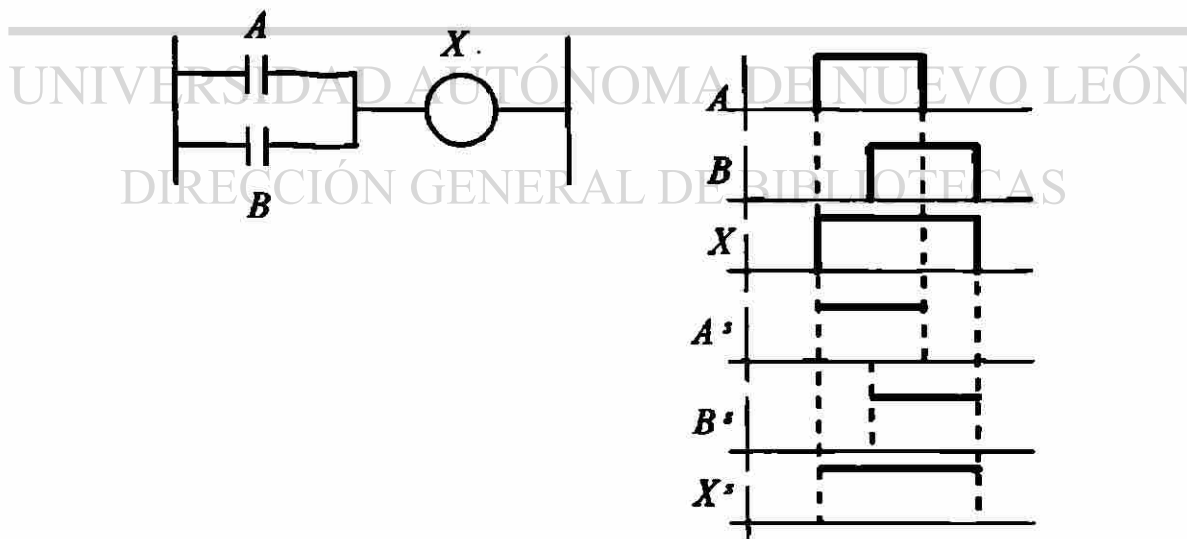 A
X
UNIVERSIDAD AUTÓNOMA DE NUEVO LEÓN
A
B
DIRECCIÓN GENERAL DE BIBLIOTECAS
B
X
A s
B s
X s